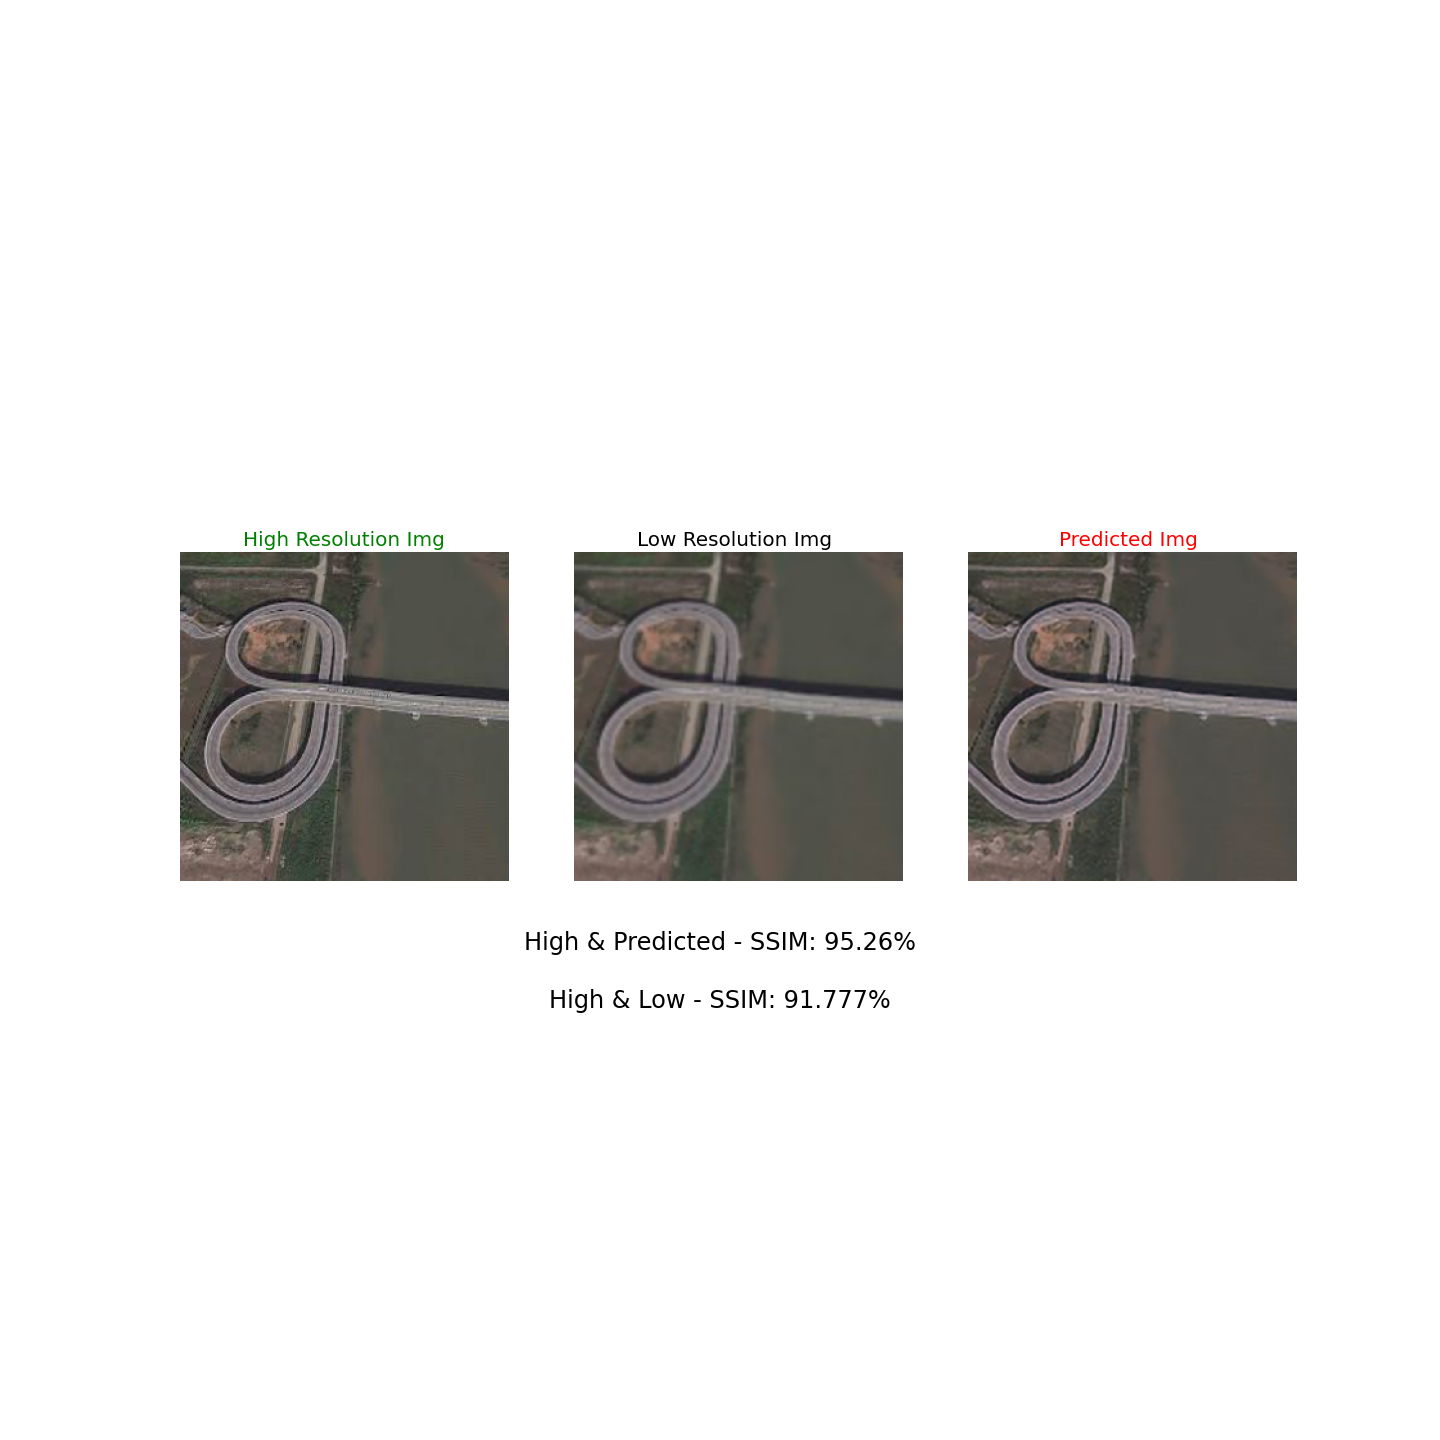 High Resolution Img
Low Resolution Img
Predicted Img
High & Predicted - SSIM: 95.26%
High & Low - SSIM: 91.777%